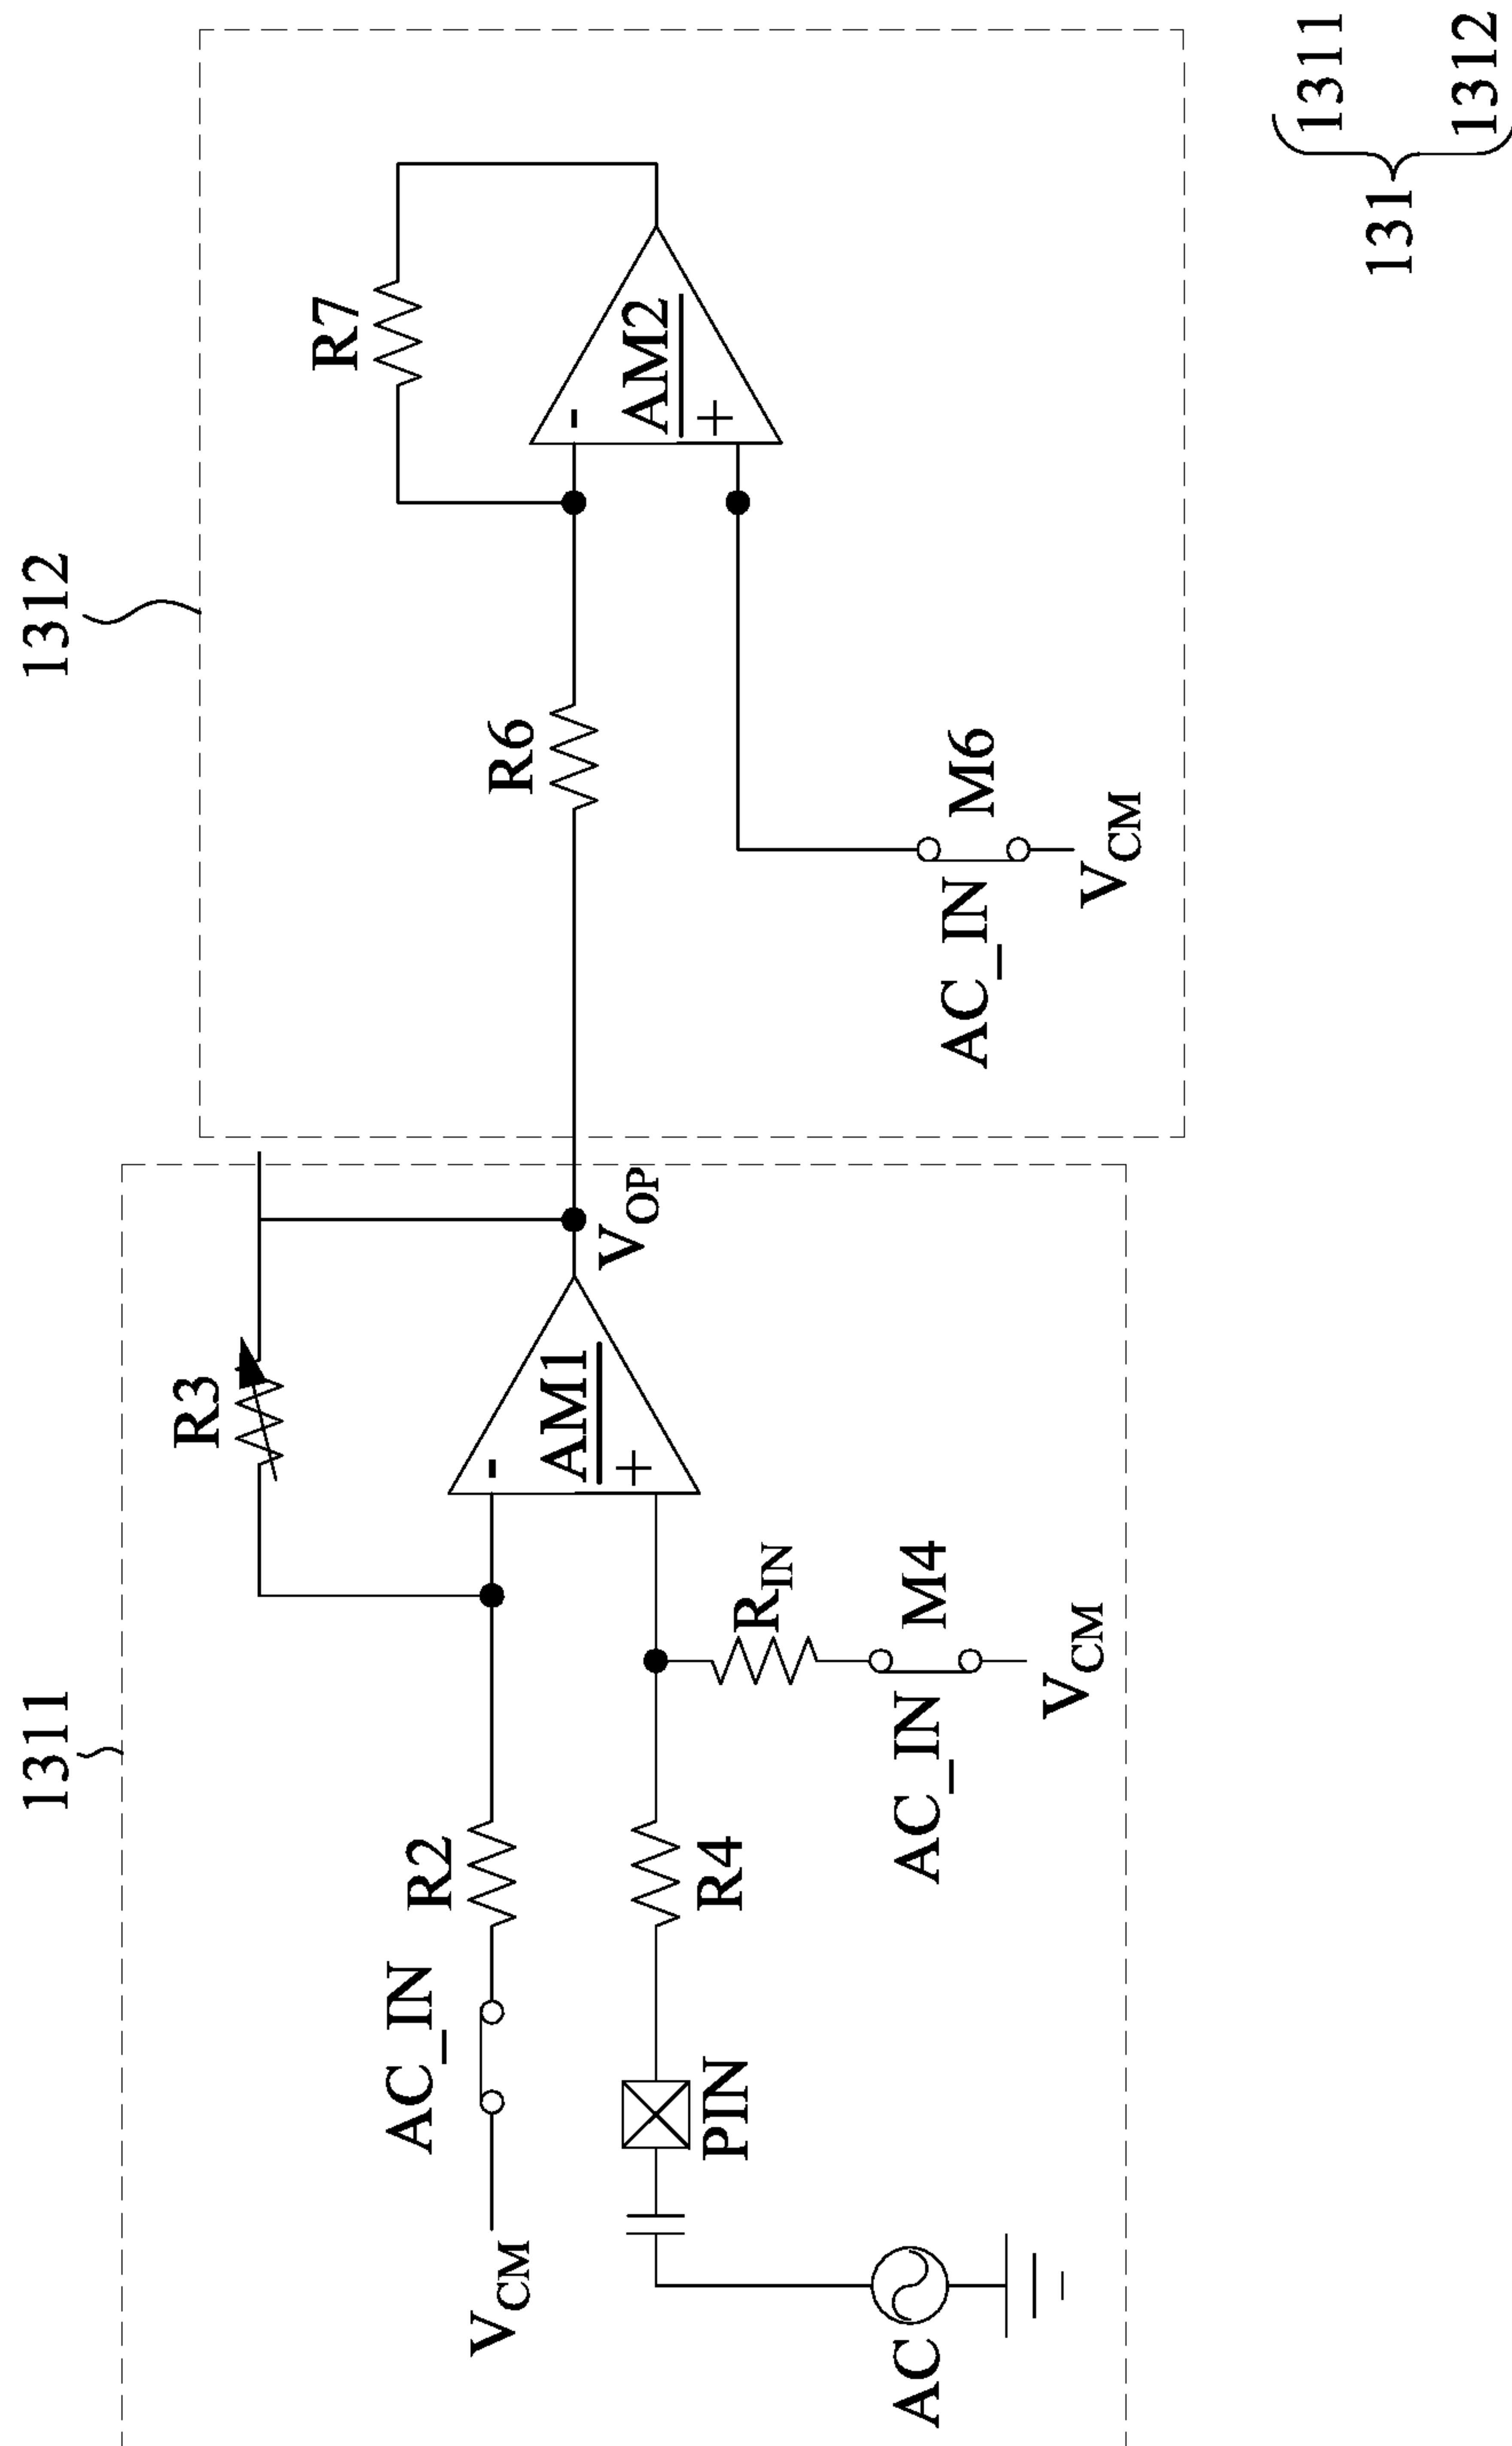 1311
1312
R3
R7
R2
R6
AC_IN
VCM
AM1
-
+
VOP
AM2
-
+
R4
PIN
RIN
M4
AC_IN
VCM
M6
AC_IN
VCM
AC
131
1311
1312